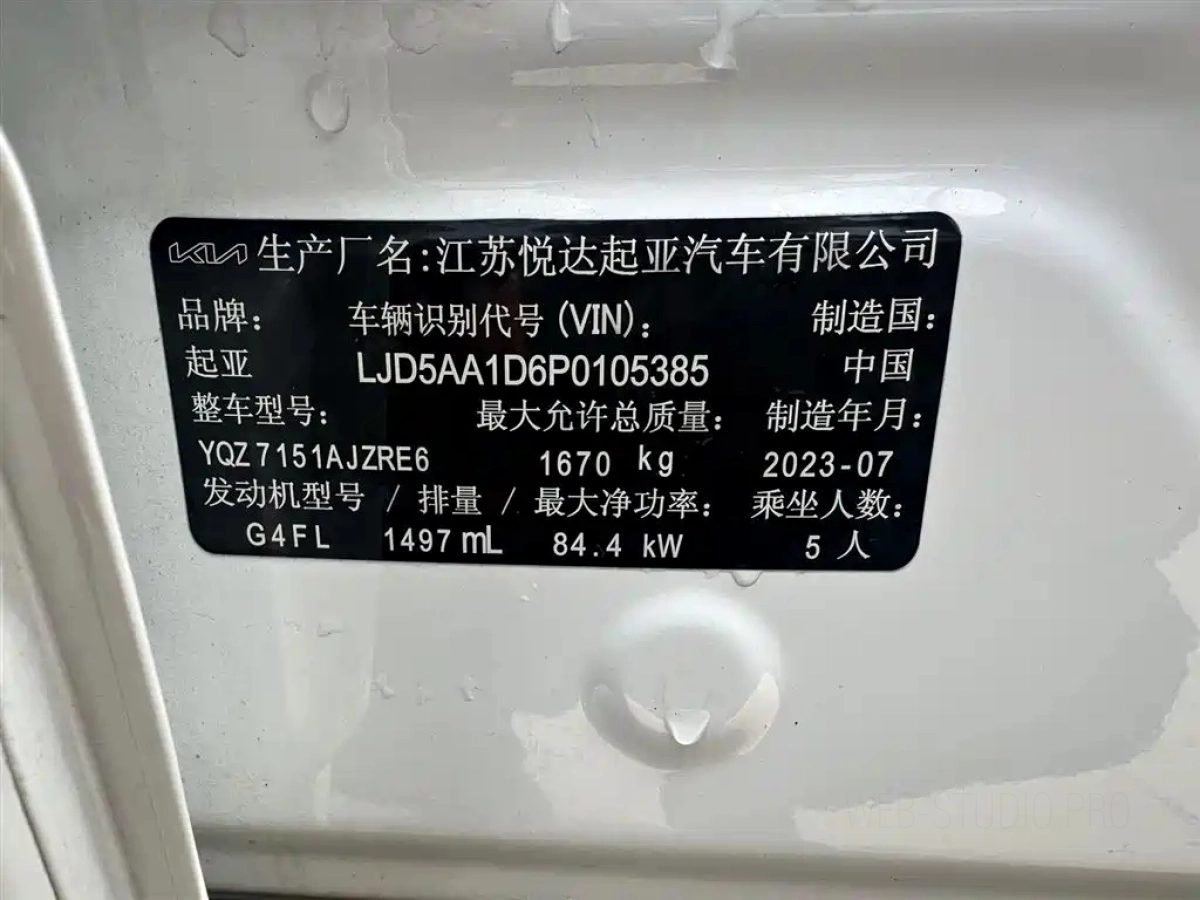 KIA 生产厂名:江苏悦达起亚汽车有限公司
品牌: 车辆识别代号(VIN): 制造国:
起亚 LJD5AA1D6P0105385 中国
整车型号: 最大允许总质量: 制造年月:
YQZ7151AJZRE6 1670 kg 2023-07
发动机型号 / 排量 / 最大净功率: 乘坐人数:
G4FL 1497 mL 84.4 kW 5 人
WEB-STUDIO.PRO